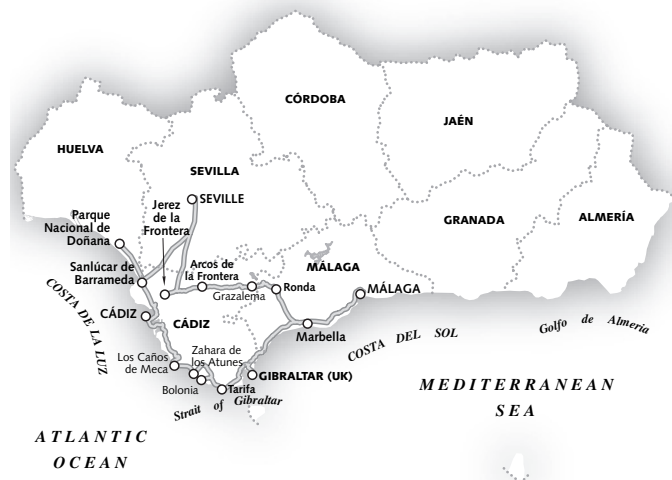 CÓRDOBA
JAÉN
HUELVA
SEVILLA
SEVILLE
Jerez
de la
Frontera
Parque
Nacional de
Doñana
GRANADA
ALMERÍA
Sanlúcar de
Barrameda
Arcos de
la Frontera
Grazalema
Ronda
MÁLAGA
MÁLAGA
COSTA DE LA LUZ
CÁDIZ
CÁDIZ
Marbella
COSTA DEL SOL
Golfo de Almeria
Los Caños
de Meca
Zahara de
los Atunes
Bolonia
Tarifa
GIBRALTAR (UK)
Strait of Gibraltar
MEDITERRANEAN
SEA
ATLANTIC
OCEAN